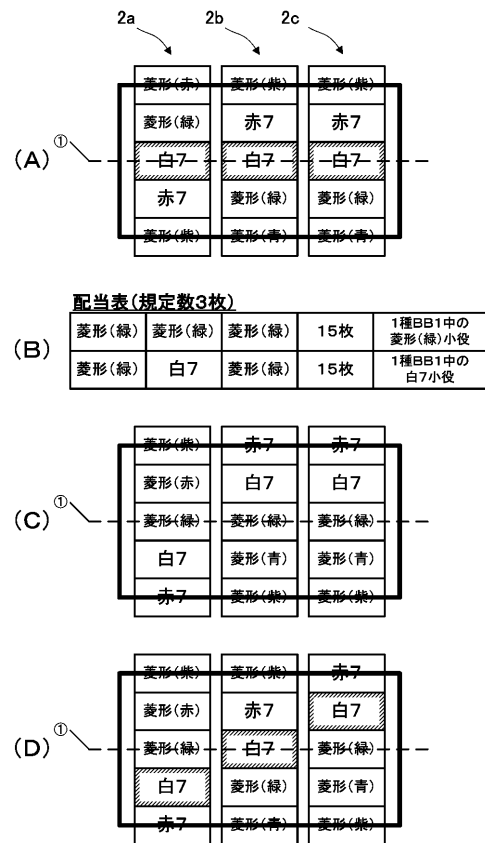 2a 2b 2c
菱形(赤) 菱形(紫) 菱形(紫)
菱形(緑) 赤7 赤7
(A) ① 白7 白7 白7
赤7 菱形(緑) 菱形(緑)
菱形(紫) 菱形(青) 菱形(青)
配当表(規定数3枚)
(B)
菱形(緑) 菱形(緑) 菱形(緑) 15枚 1種BB1中の
菱形(緑)小役
菱形(緑) 白7 菱形(緑) 15枚 1種BB1中の
白7小役
菱形(紫) 赤7 赤7
菱形(赤) 白7 白7
(C) ① 菱形(緑) 菱形(緑) 菱形(緑)
白7 菱形(青) 菱形(青)
赤7 菱形(紫) 菱形(紫)
菱形(紫) 菱形(紫) 赤7
菱形(赤) 赤7 白7
(D) ① 菱形(緑) 白7 菱形(緑)
白7 菱形(緑) 菱形(青)
赤7 菱形(青) 菱形(紫)